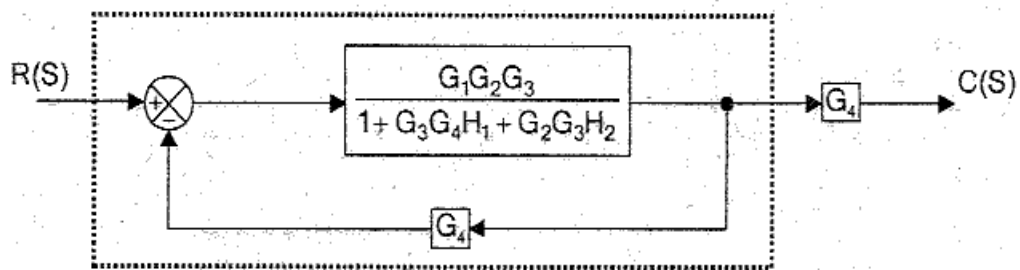 R(S)
+
−
G₁G₂G₃
1+ G₃G₄H₁+ G₂G₃H₂
G₄
C(S)
G₄